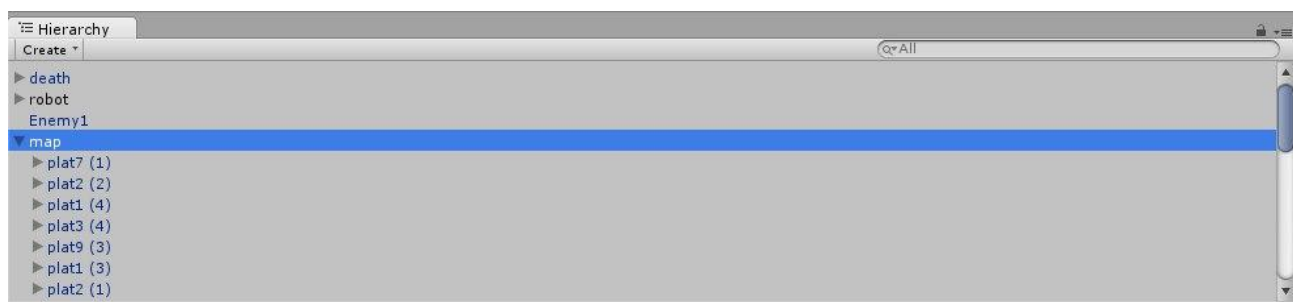 Hierarchy
Create All
death
robot
Enemy1
map
plat7 (1)
plat2 (2)
plat1 (4)
plat3 (4)
plat9 (3)
plat1 (3)
plat2 (1)